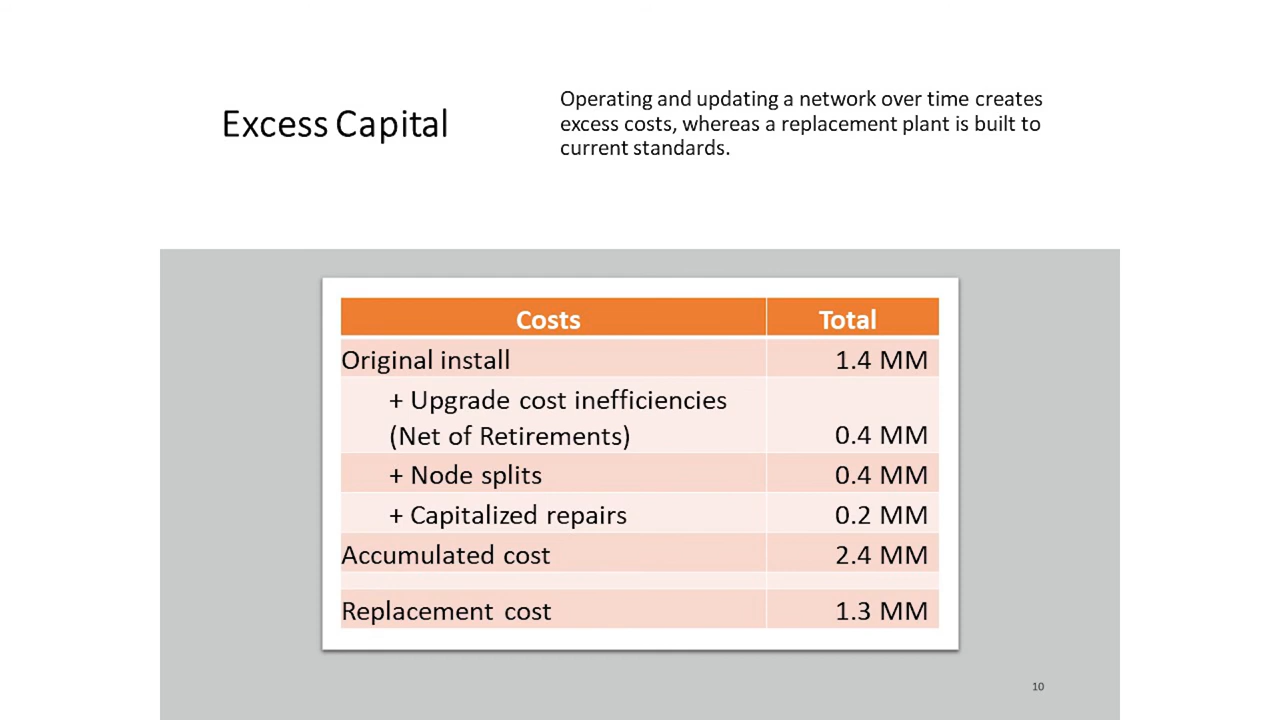 Excess Capital
Operating and updating a network over time creates
excess costs, whereas a replacement plant is built to
current standards.
Costs Total
Original install 1.4 MM
+ Upgrade cost inefficiencies
(Net of Retirements) 0.4 MM
+ Node splits 0.4 MM
+ Capitalized repairs 0.2 MM
Accumulated cost 2.4 MM
Replacement cost 1.3 MM
10